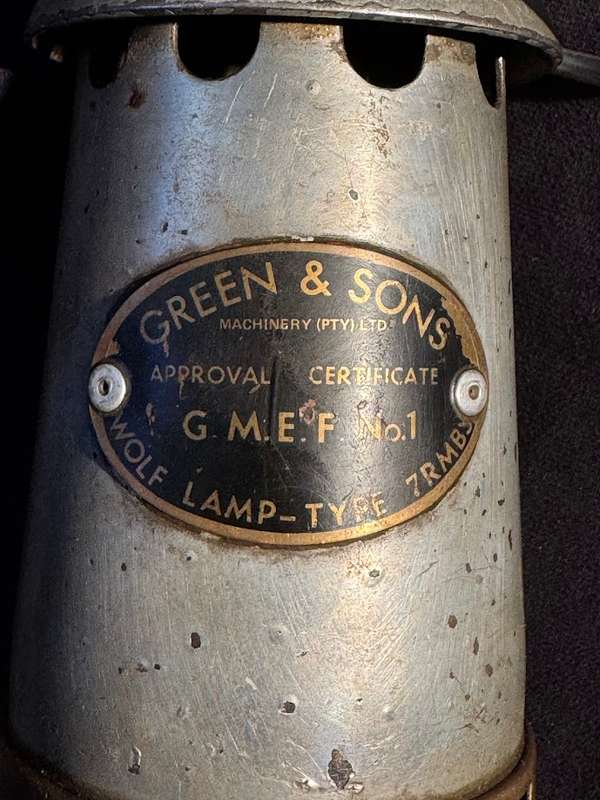 GREEN & SONS
MACHINERY (PTY) LTD.
APPROVAL CERTIFICATE
G.M.E.F. No.1
WOLF LAMP-TYPE 7RMBS